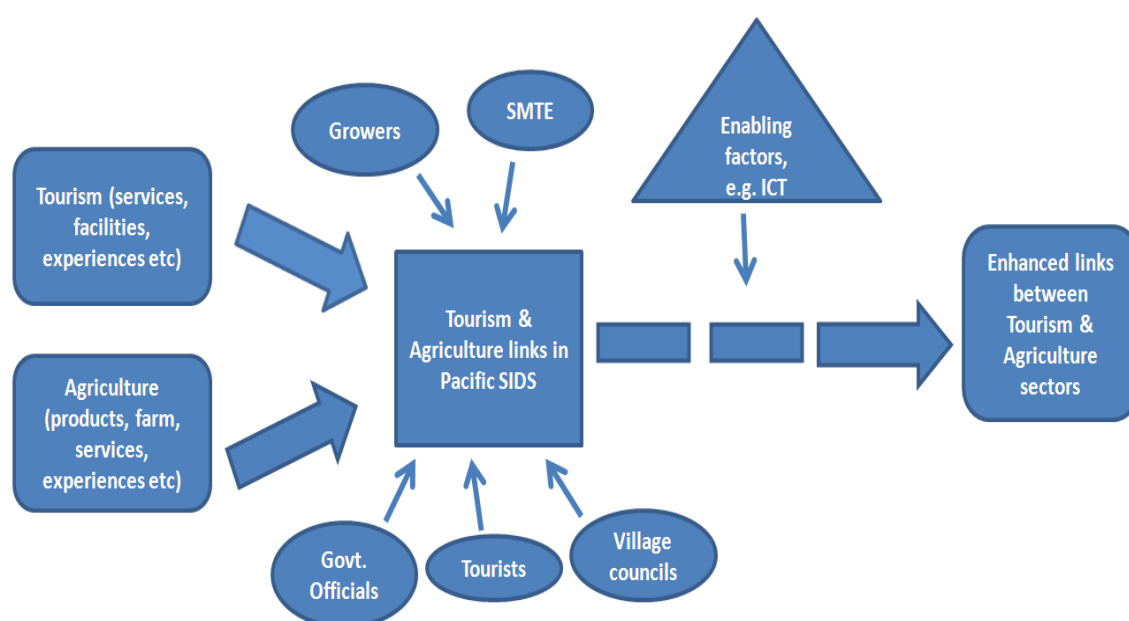 Growers
SMTE
Enabling
factors,
e.g. ICT
Tourism (services,
facilities,
experiences etc)
Tourism &
Agriculture links in
Pacific SIDS
Enhanced links
between
Tourism &
Agriculture
sectors
Agriculture
(products, farm,
services,
experiences etc)
Govt.
Officials
Tourists
Village
councils